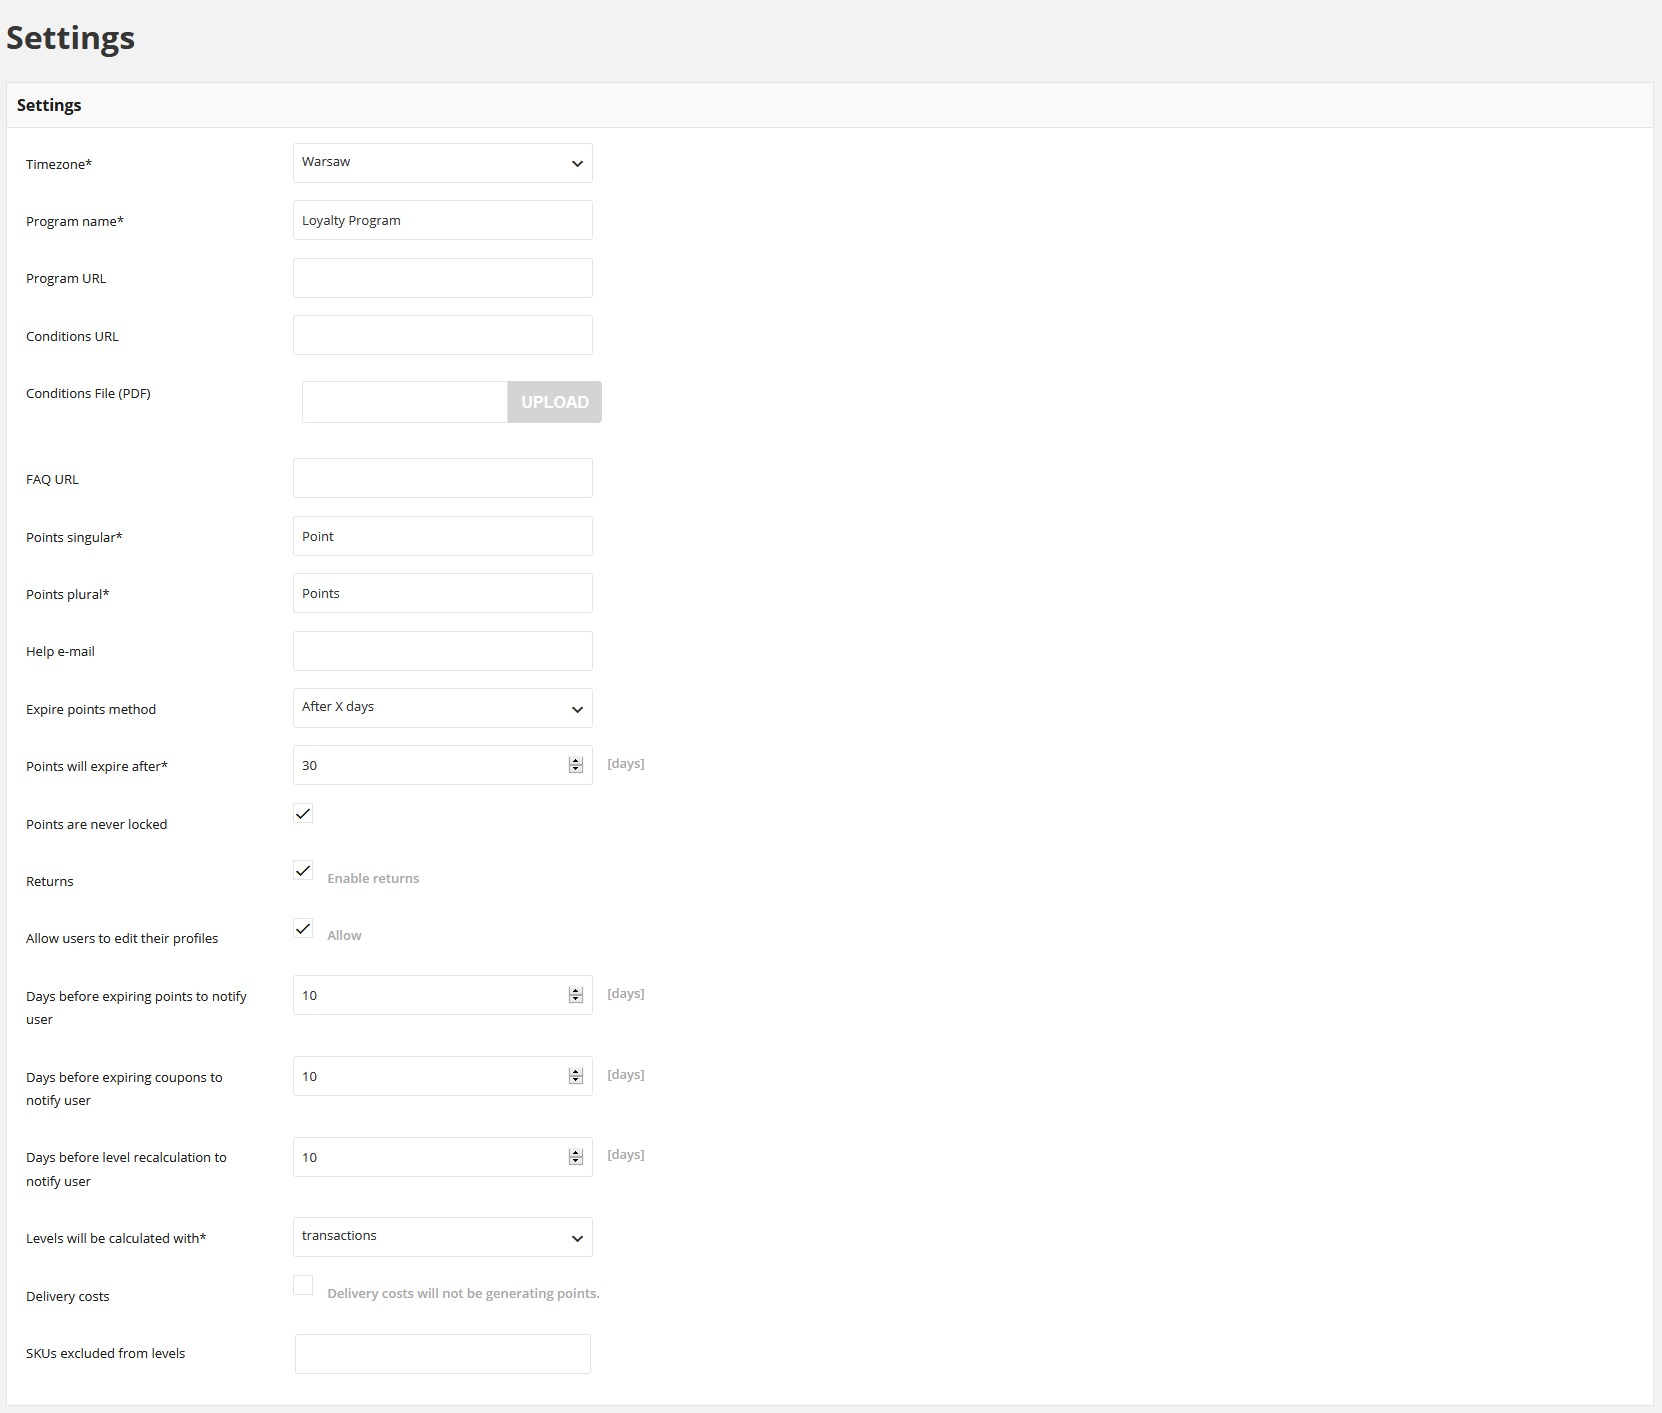 Settings
Settings
Timezone*
Warsaw
Program name*
Loyalty Program
Program URL
Conditions URL
Conditions File (PDF)
UPLOAD
FAQ URL
Points singular*
Point
Points plural*
Points
Help e-mail
Expire points method
After X days
Points will expire after*
30
[days]
Points are never locked
Returns
Enable returns
Allow users to edit their profiles
Allow
Days before expiring points to notify
user
10
[days]
Days before expiring coupons to
notify user
10
[days]
Days before level recalculation to
notify user
10
[days]
Levels will be calculated with*
transactions
Delivery costs
Delivery costs will not be generating points.
SKUs excluded from levels